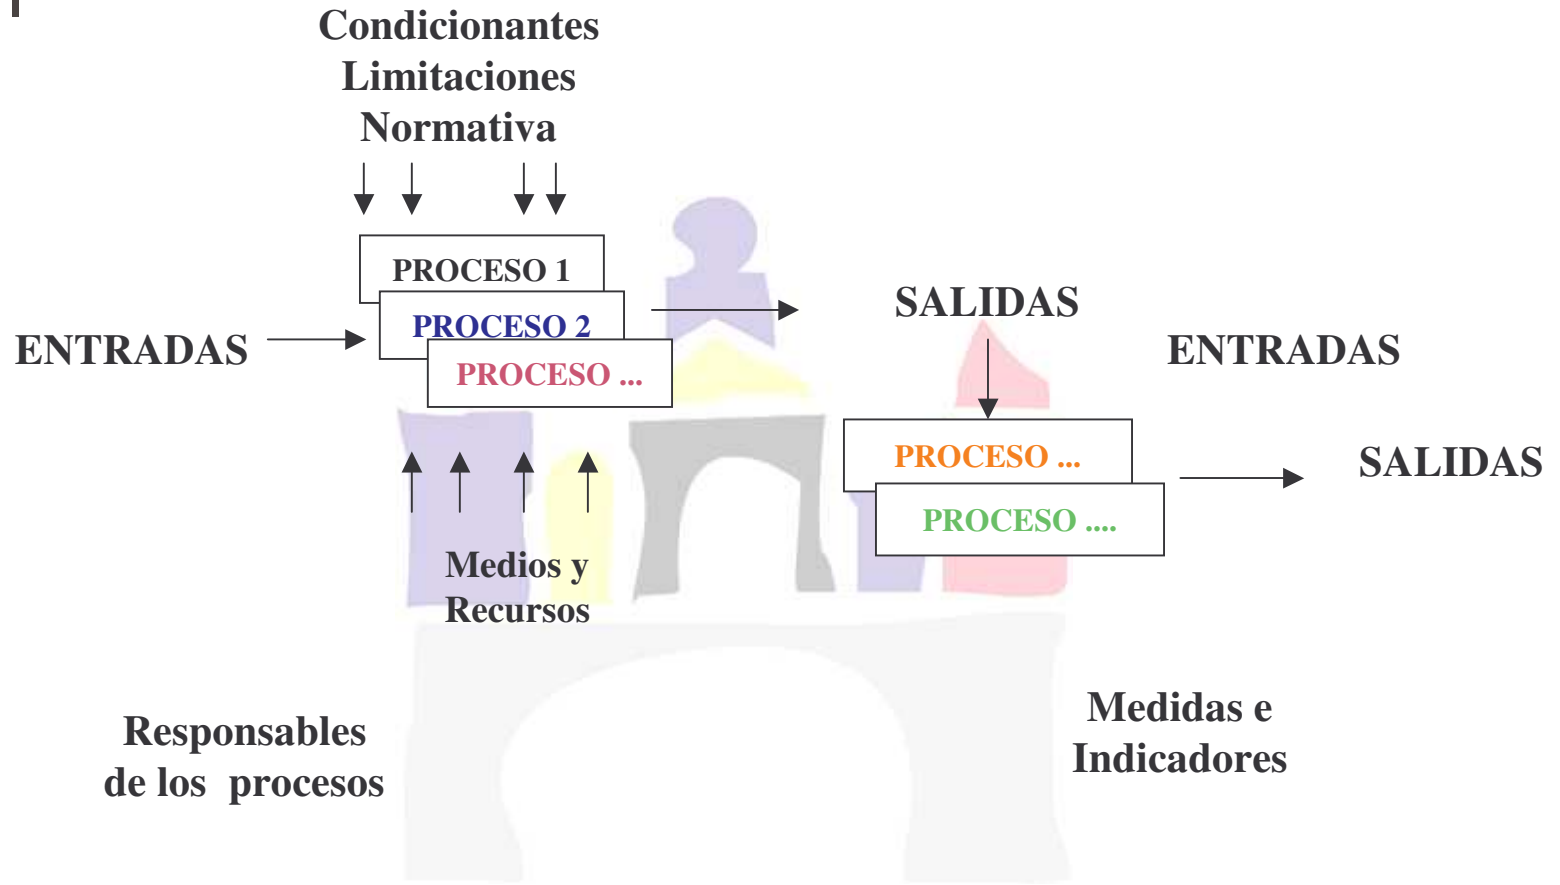 Condicionantes
Limitaciones
Normativa
PROCESO 1
PROCESO 2
PROCESO ...
ENTRADAS
SALIDAS
ENTRADAS
PROCESO ...
PROCESO ....
SALIDAS
Medios y
Recursos
Responsables
de los procesos
Medidas e
Indicadores